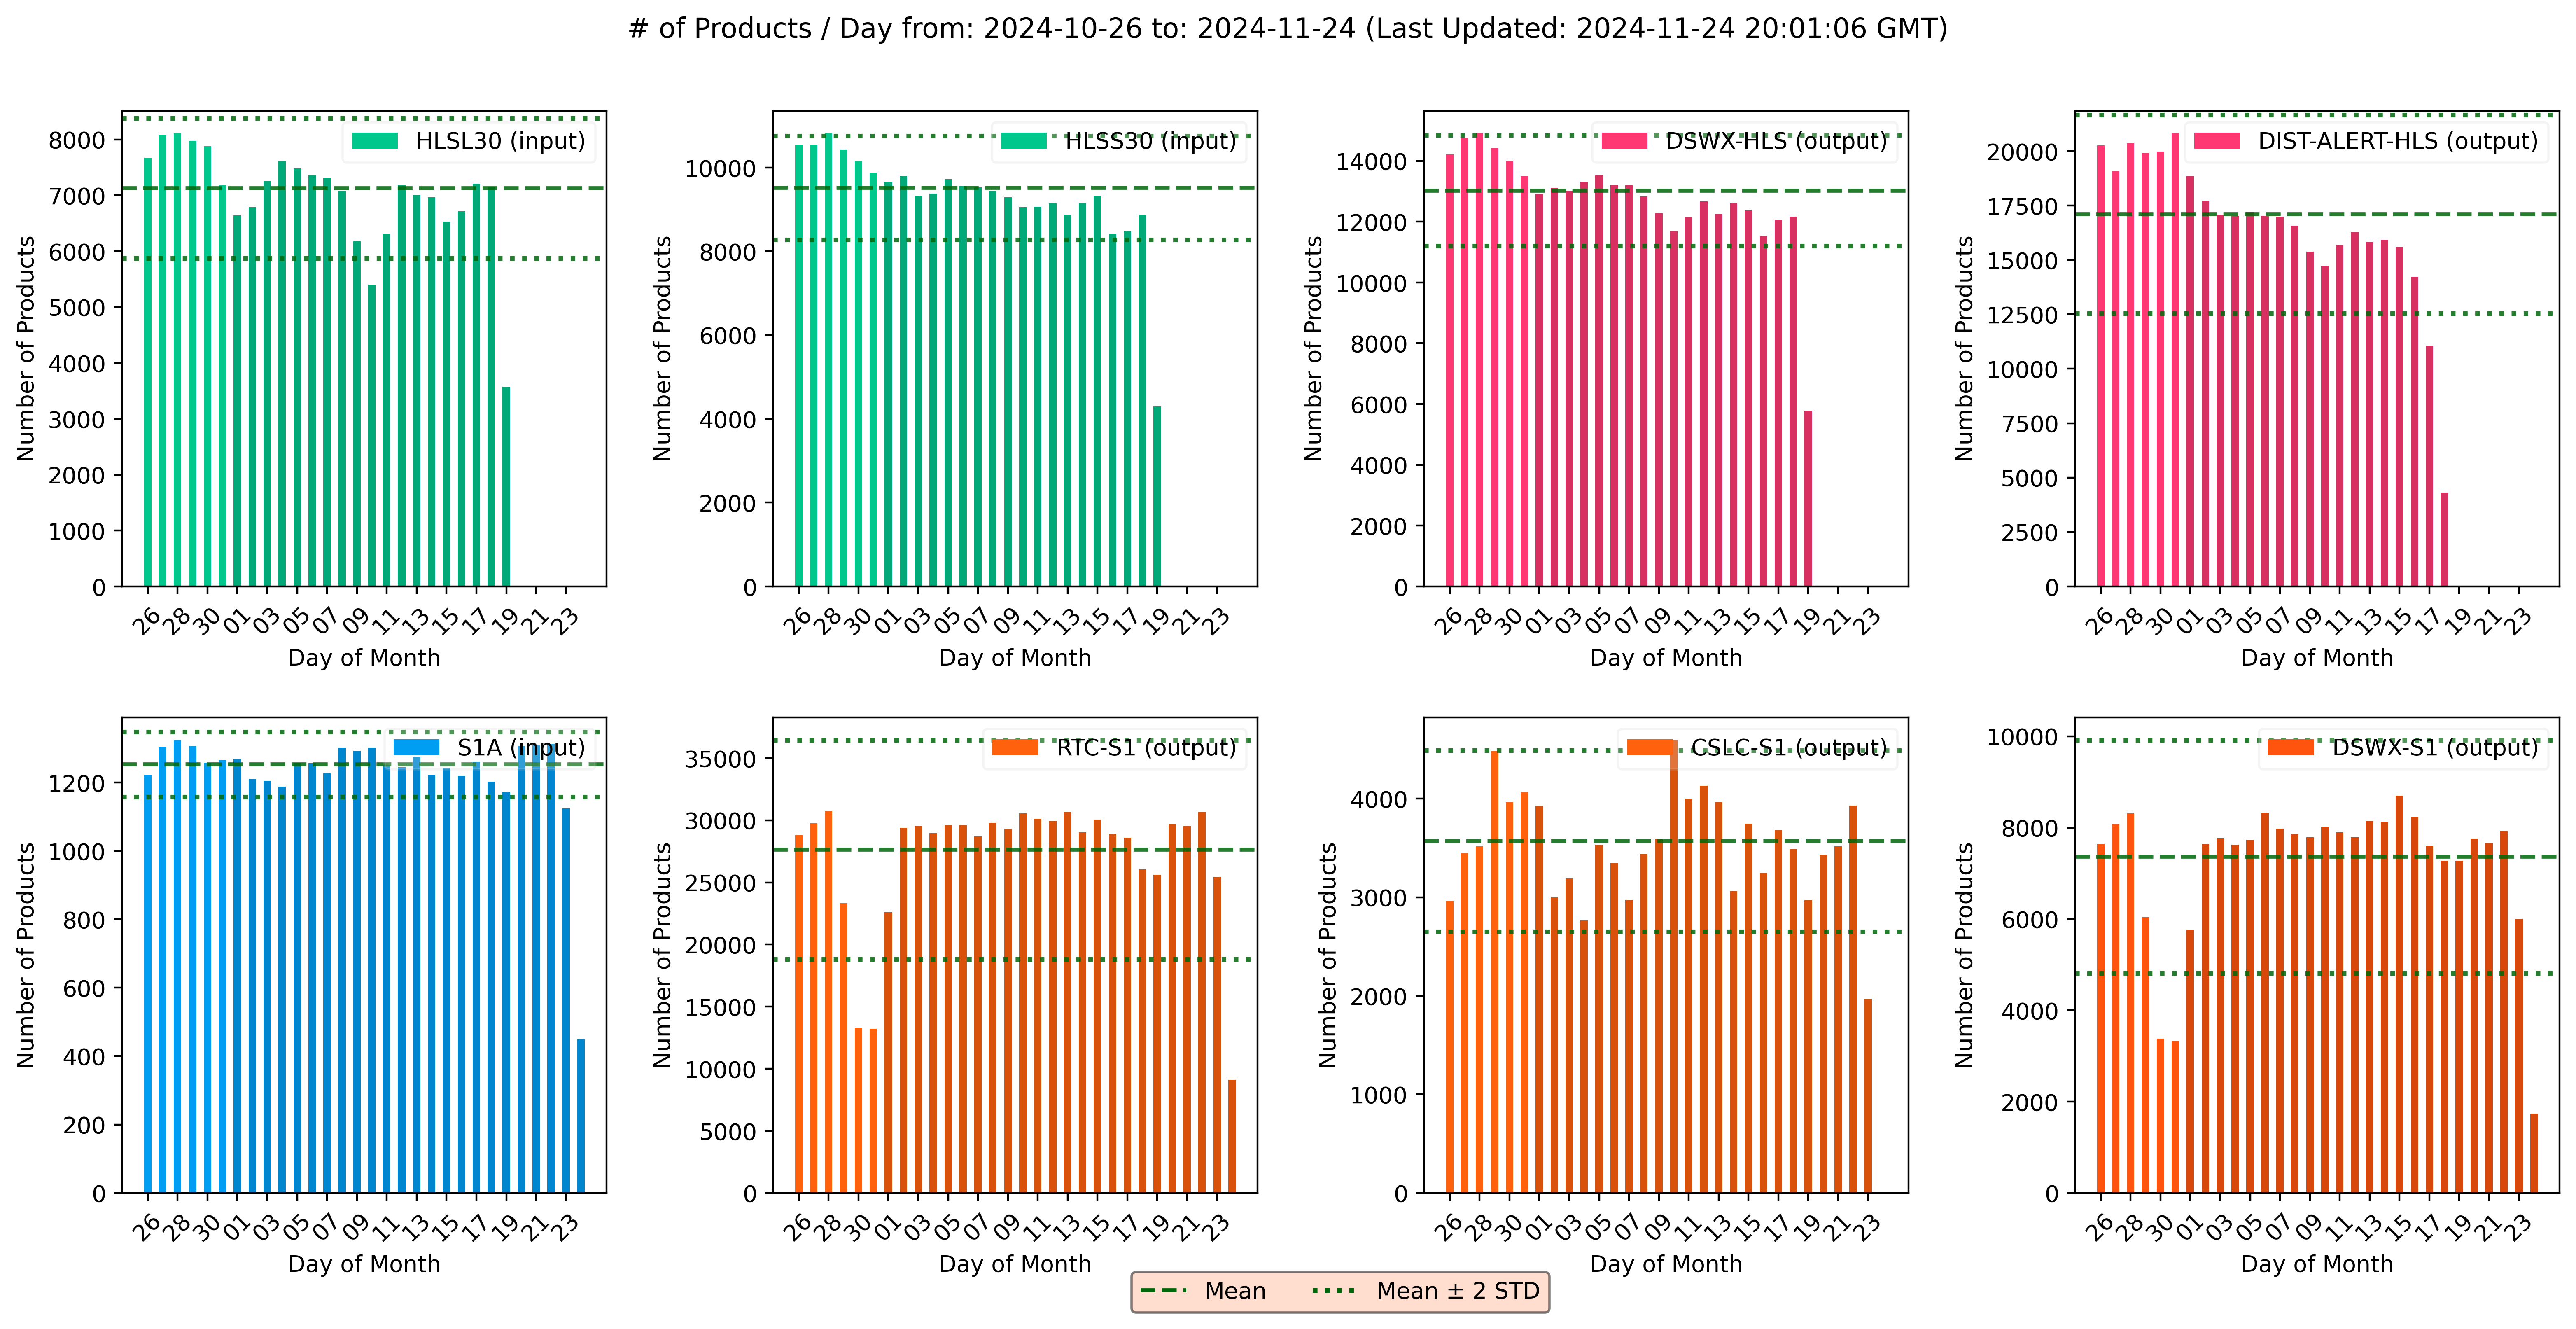 # of Products / Day from: 2024-10-26 to: 2024-11-24 (Last Updated: 2024-11-24 20:01:06 GMT)
HLSL30 (input)
Number of Products
8000
7000
6000
5000
4000
3000
2000
1000
0
26 28 30 01 03 05 07 09 11 13 15 17 19 21 23
Day of Month
HLSS30 (input)
Number of Products
10000
8000
6000
4000
2000
0
26 28 30 01 03 05 07 09 11 13 15 17 19 21 23
Day of Month
DSWX-HLS (output)
Number of Products
14000
12000
10000
8000
6000
4000
2000
0
26 28 30 01 03 05 07 09 11 13 15 17 19 21 23
Day of Month
DIST-ALERT-HLS (output)
Number of Products
20000
17500
15000
12500
10000
7500
5000
2500
0
26 28 30 01 03 05 07 09 11 13 15 17 19 21 23
Day of Month
S1A (input)
Number of Products
1200
1000
800
600
400
200
0
26 28 30 01 03 05 07 09 11 13 15 17 19 21 23
Day of Month
RTC-S1 (output)
Number of Products
35000
30000
25000
20000
15000
10000
5000
0
26 28 30 01 03 05 07 09 11 13 15 17 19 21 23
Day of Month
CSLC-S1 (output)
Number of Products
4000
3000
2000
1000
0
26 28 30 01 03 05 07 09 11 13 15 17 19 21 23
Day of Month
DSWX-S1 (output)
Number of Products
10000
8000
6000
4000
2000
0
26 28 30 01 03 05 07 09 11 13 15 17 19 21 23
Day of Month
Mean
Mean ± 2 STD